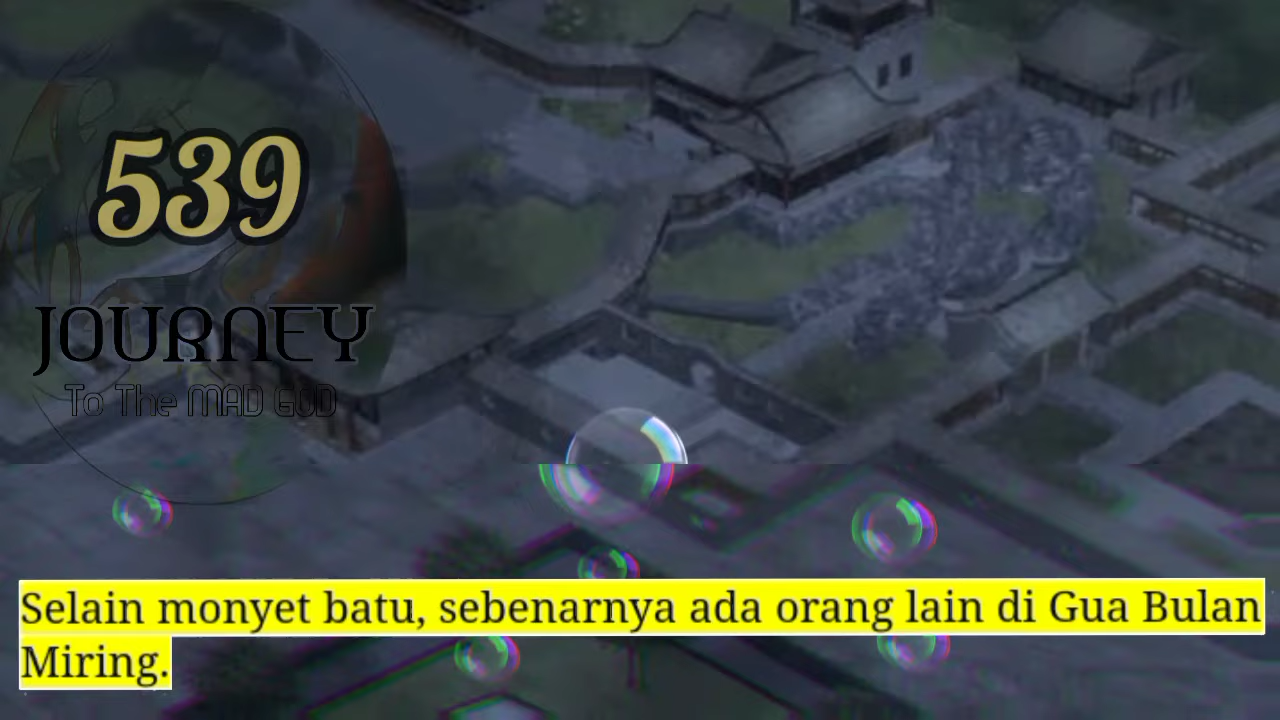 539
JOURNEY
To The MAD GOD
Selain monyet batu, sebenarnya ada orang lain di Gua Bulan
Miring.